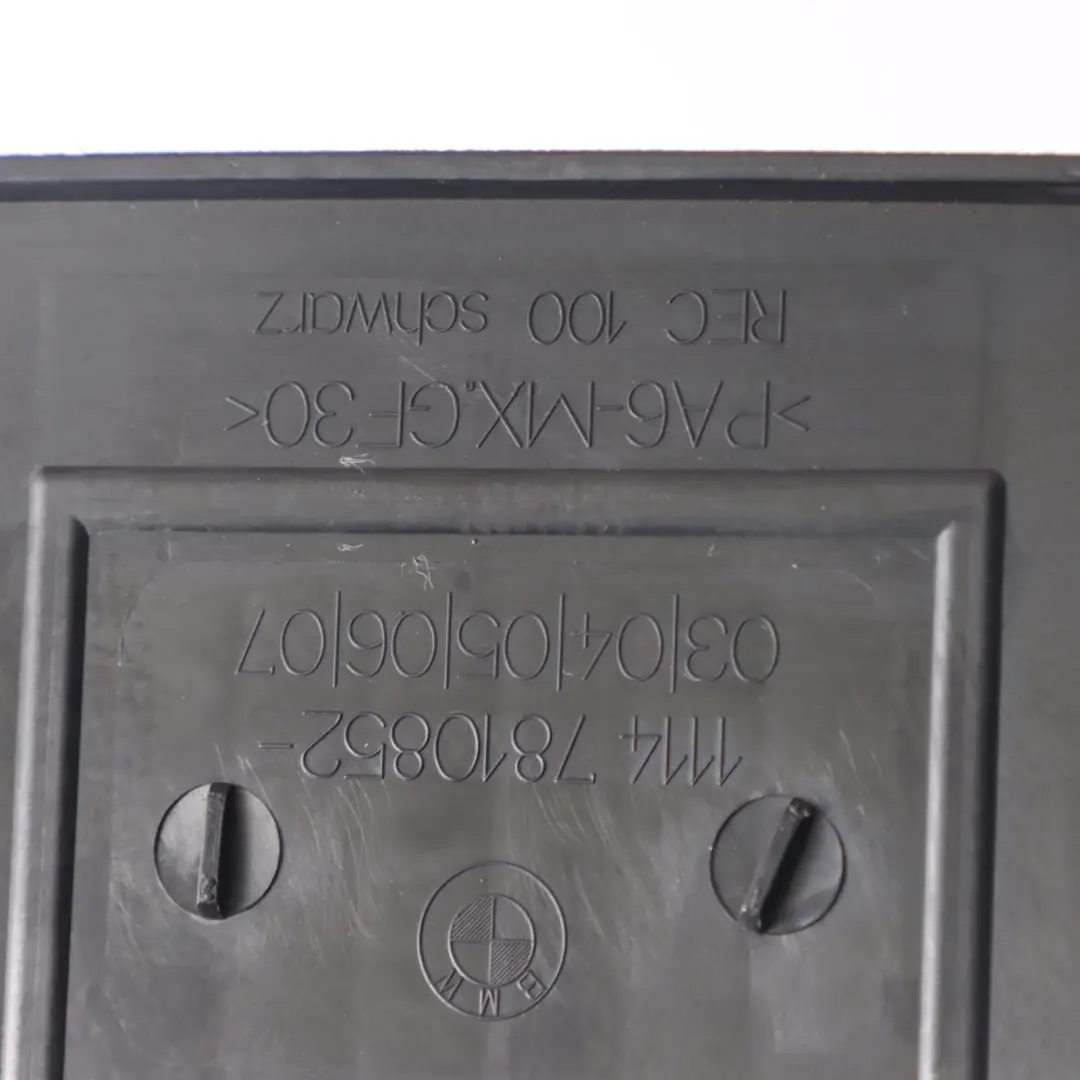 BMW
1114 7810852-
03|04|05|06|07
>PA6-MX.GF30<
REC 100 schwarz